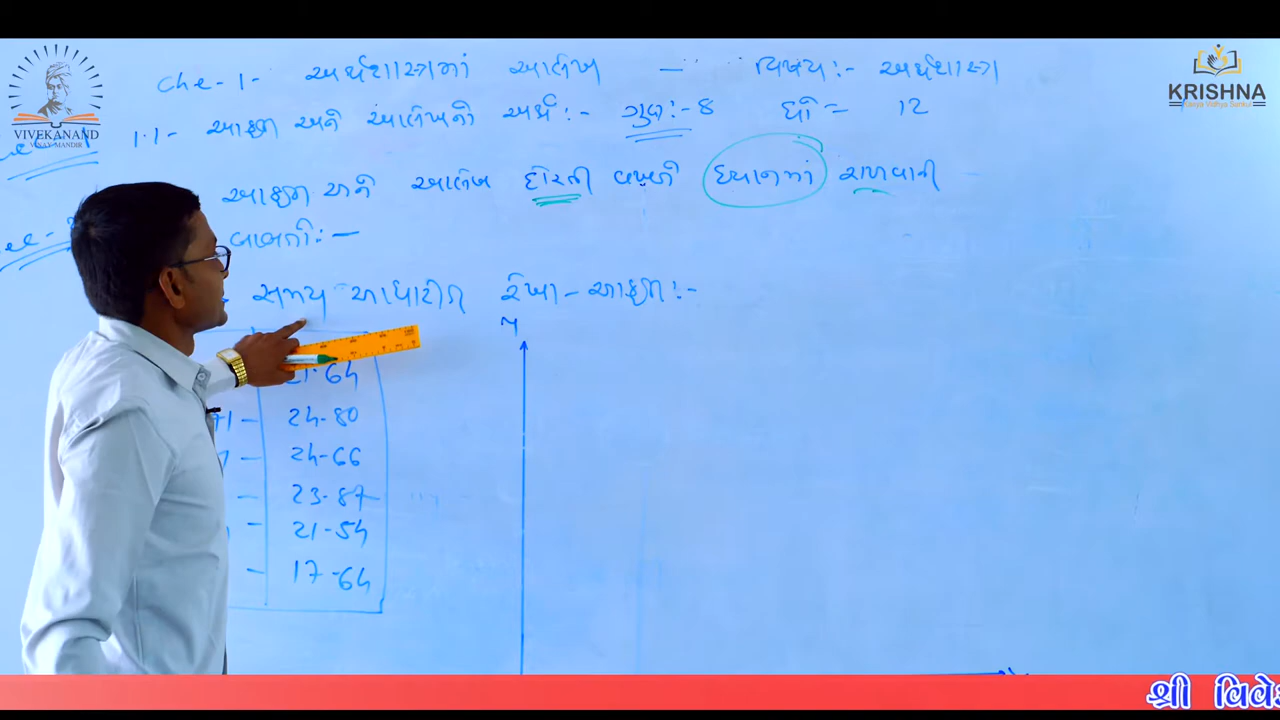 VIVEKANAND
VINAY MANDIR
KRISHNA
Che-1- અર્થશાસ્ત્રમાં આલેખ — વિષય:- અર્થશાસ્ત્ર
1.1- આકૃતિ અને આલેખનો અર્થ:- ગુણ:-8 ધો = 12
આકૃતિ અને આલેખ દોરતી વખતે ધ્યાનમાં રાખવાની
બાબતો:-
સમય આધારીત રેખા-આકૃતિ:-
21-64
71 - 24-80
24-66
23-87
21-54
17-64
શ્રી વિવે